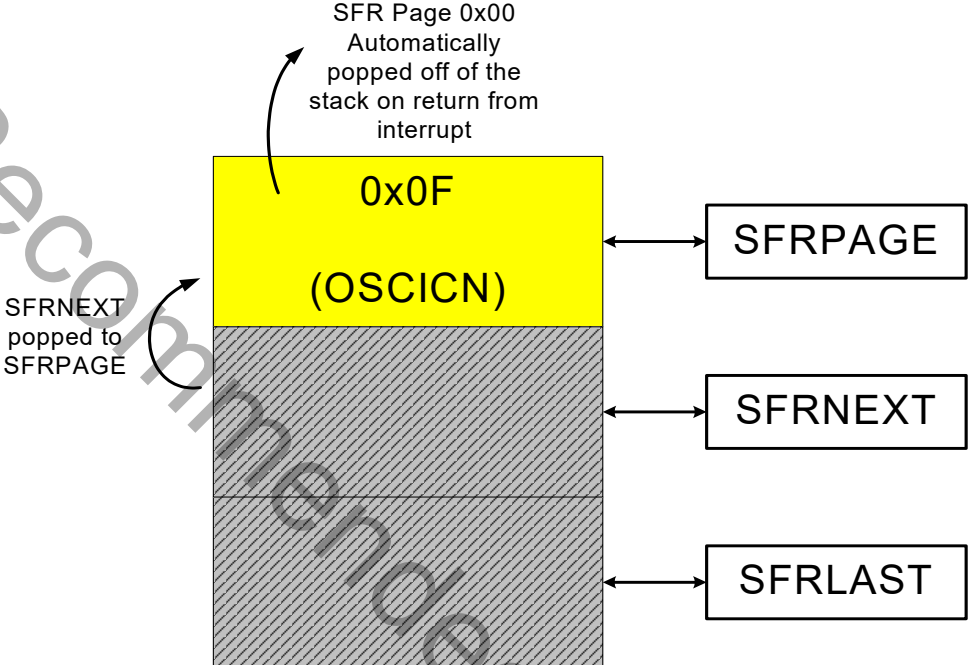 SFR Page 0x00
Automatically
popped off of the
stack on return from
interrupt
0x0F
(OSCICN)
SFRPAGE
SFRNEXT
popped to
SFRPAGE
SFRNEXT
SFRLAST